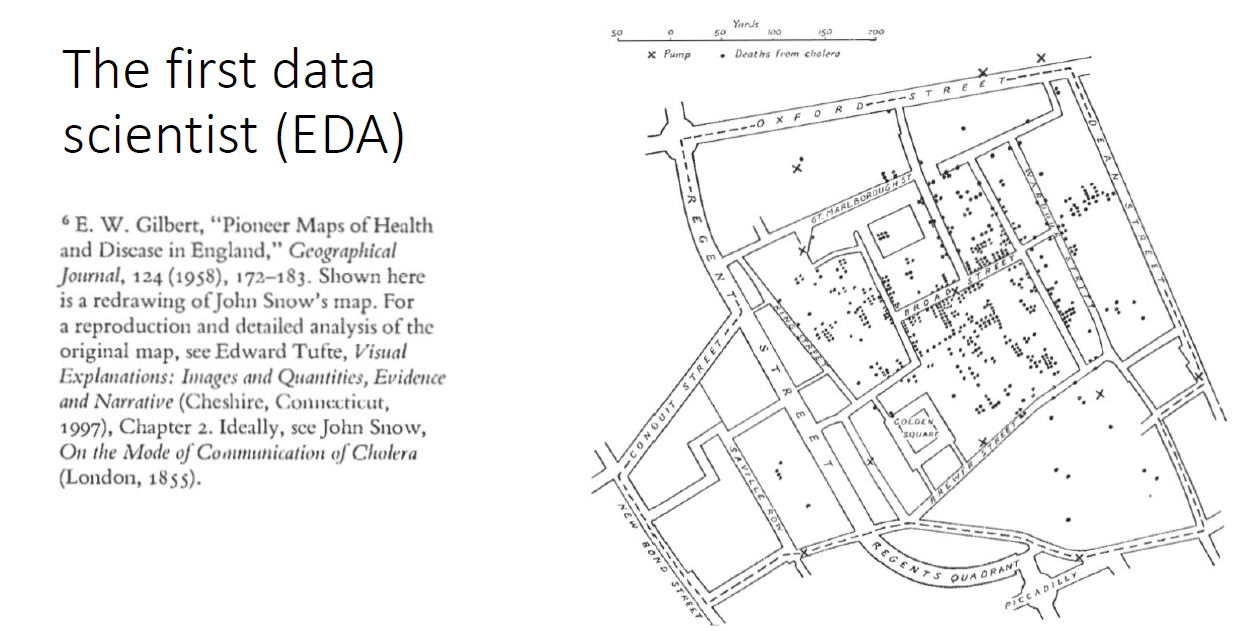 The first data
scientist (EDA)
⁶ E. W. Gilbert, “Pioneer Maps of Health
and Disease in England,” Geographical
Journal, 124 (1958), 172–183. Shown here
is a redrawing of John Snow’s map. For
a reproduction and detailed analysis of the
original map, see Edward Tufte, Visual
Explanations: Images and Quantities, Evidence
and Narrative (Cheshire, Connecticut,
1997), Chapter 2. Ideally, see John Snow,
On the Mode of Communication of Cholera
(London, 1855).
Yards
50 0 50 100 150 200
× Pump • Deaths from cholera
OXFORD STREET
DEAN STREET
GT. MARLBOROUGH ST
WARDOUR STREET
REGENT STREET
BROAD STREET
KING STREET
CONDUIT STREET
GOLDEN
SQUARE
BREWER STREET
SAVILLE ROW
NEW BOND STREET
REGENTS QUADRANT
PICCADILLY